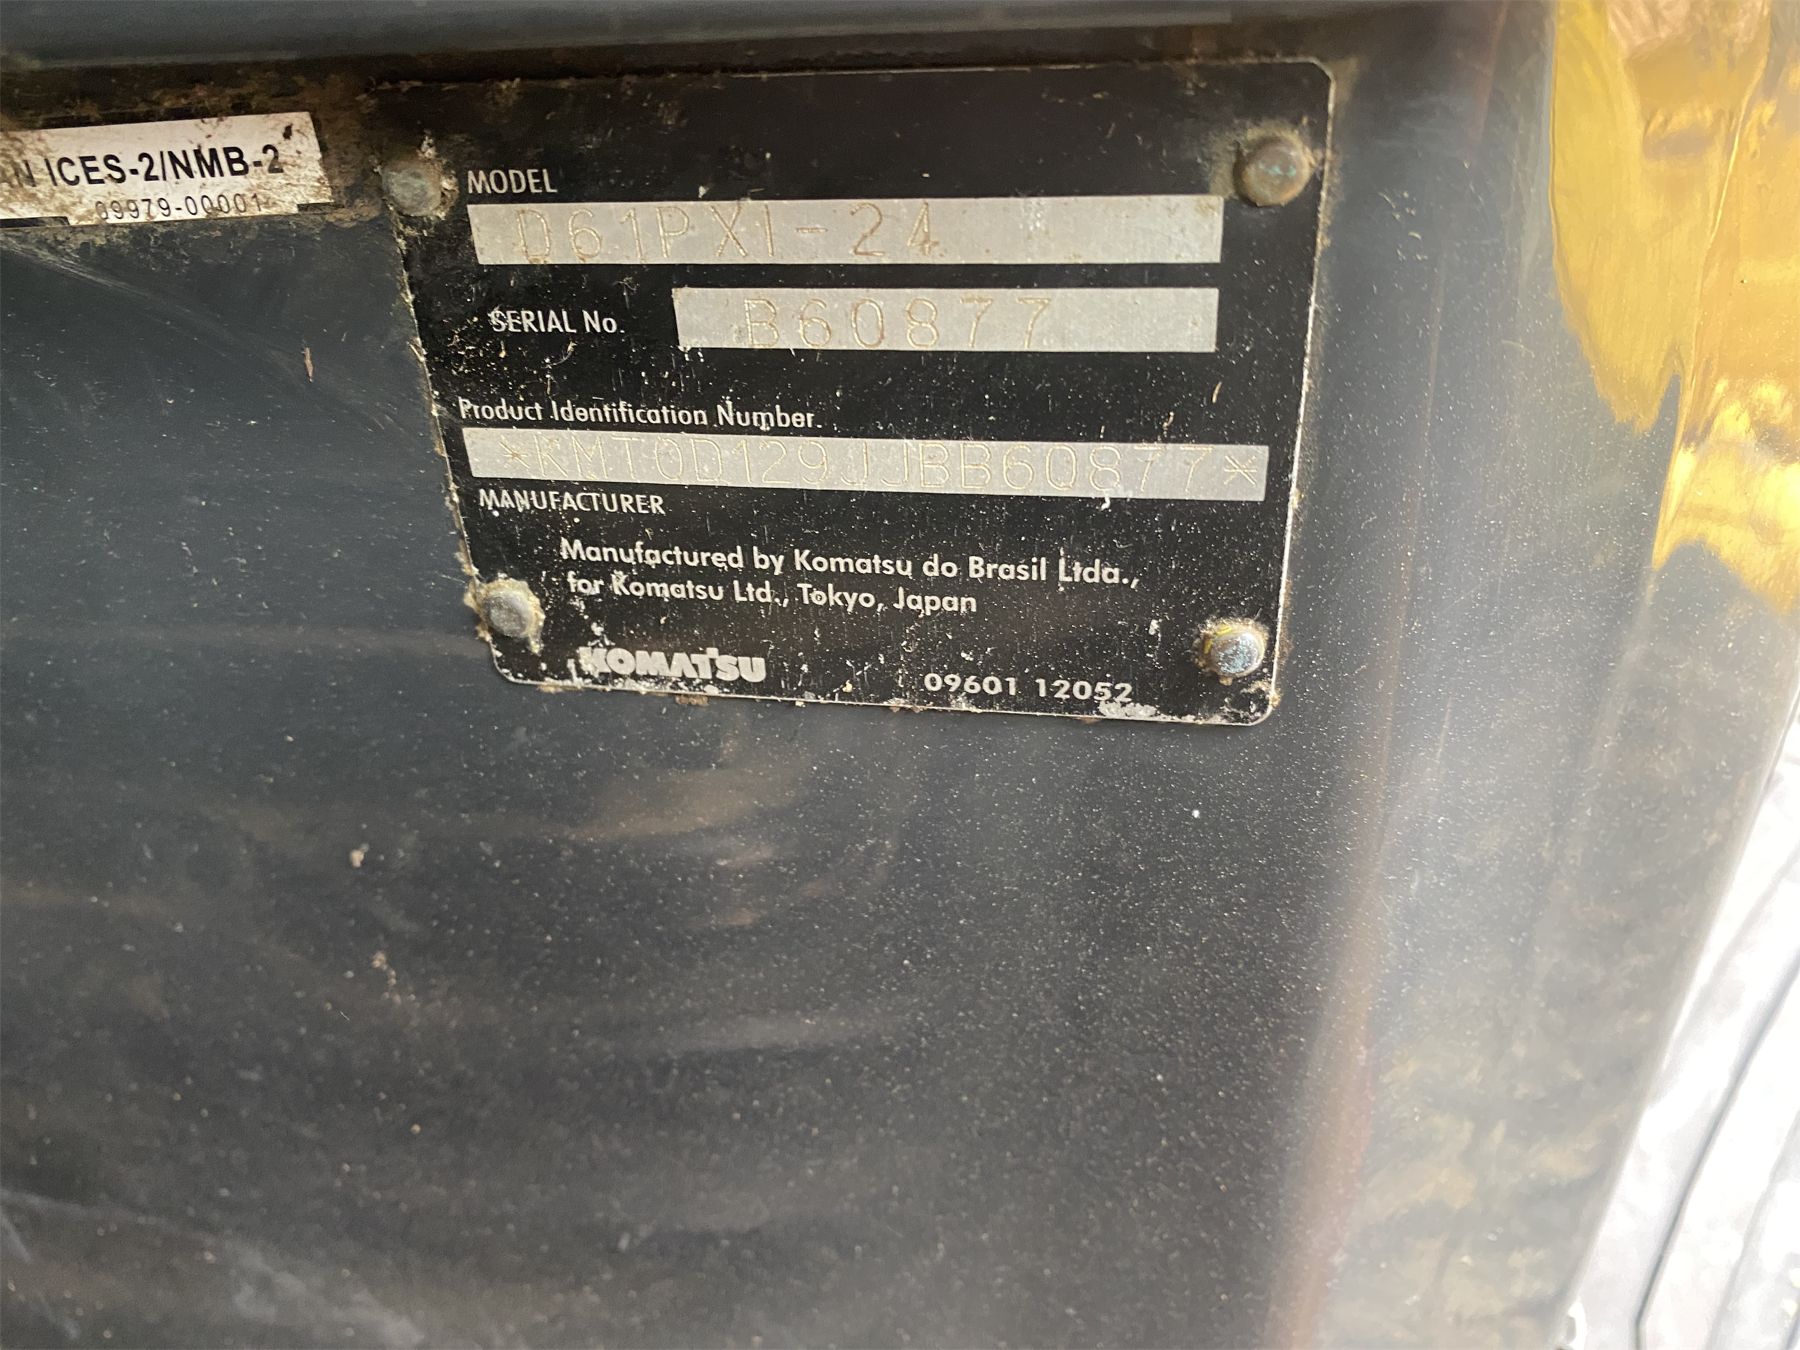 ICES-2/NMB-2
09979-00001
MODEL
D61PXI-24
SERIAL No.
B60877
Product Identification Number
*KMT0D129JJBB60877*
MANUFACTURER
Manufactured by Komatsu do Brasil Ltda.,
for Komatsu Ltd., Tokyo, Japan
KOMATSU
09601 12052